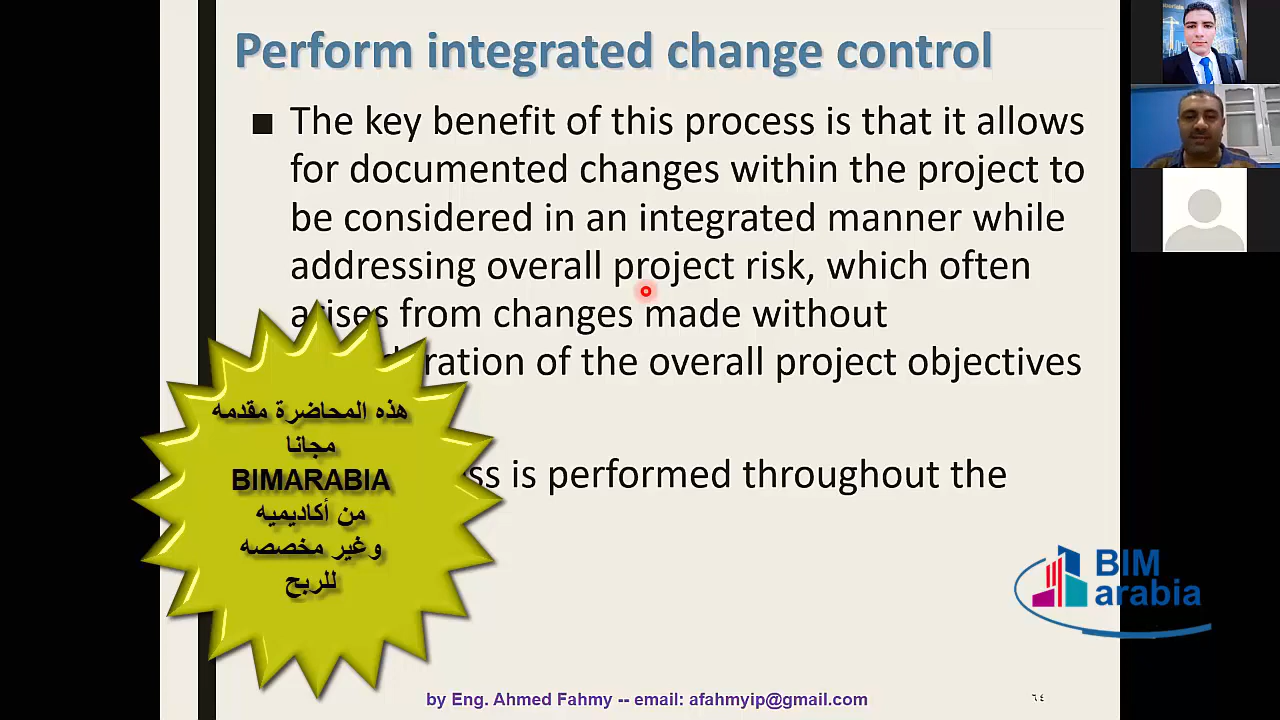 Perform integrated change control
■ The key benefit of this process is that it allows
for documented changes within the project to
be considered in an integrated manner while
addressing overall project risk, which often
arises from changes made without
ration of the overall project objectives
ss is performed throughout the
هذه المحاضرة مقدمه
مجانا
BIMARABIA
من أكاديميه
وغير مخصصه
للربح
BIM
arabia
by Eng. Ahmed Fahmy -- email: afahmyip@gmail.com
٦٤